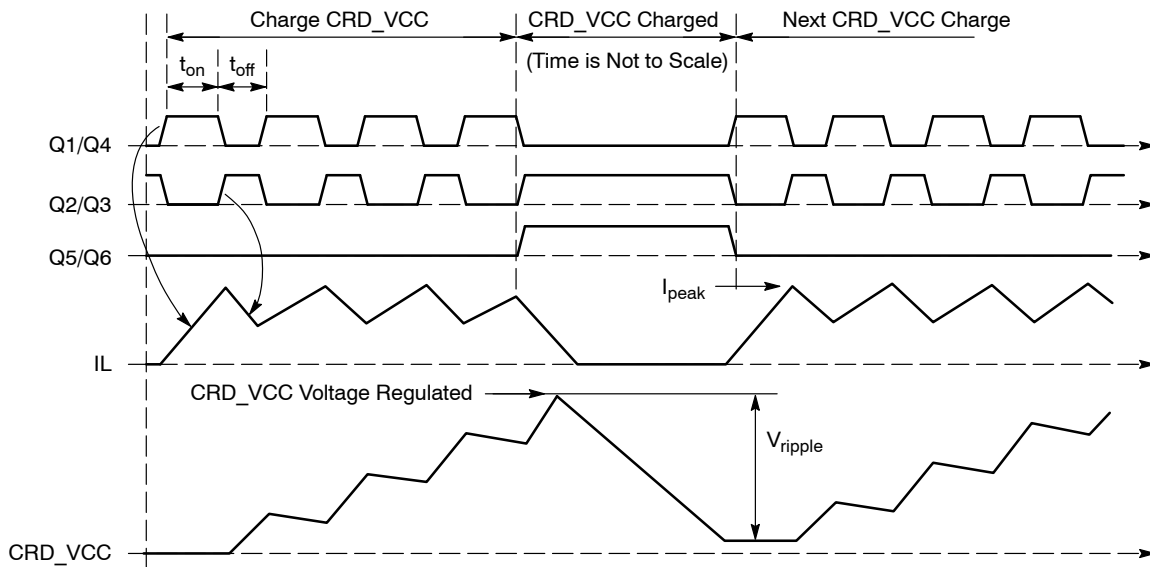 Charge CRD_VCC
CRD_VCC Charged
Next CRD_VCC Charge
(Time is Not to Scale)
ton
toff
Q1/Q4
Q2/Q3
Q5/Q6
Ipeak
IL
CRD_VCC Voltage Regulated
Vripple
CRD_VCC